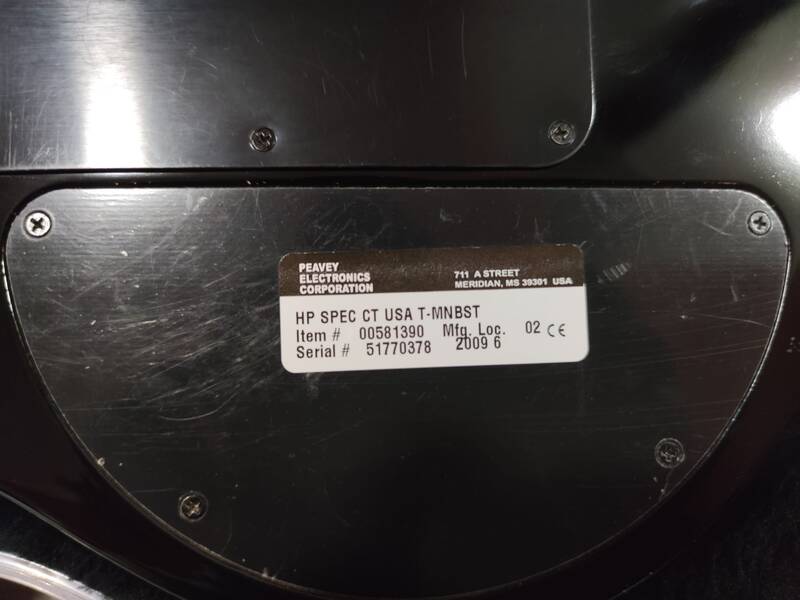 PEAVEY
ELECTRONICS
CORPORATION
711 A STREET
MERIDIAN, MS 39301 USA
HP SPEC CT USA T-MNBST
Item # 00581390 Mfg. Loc. 02 CE
Serial # 51770378 2009 6